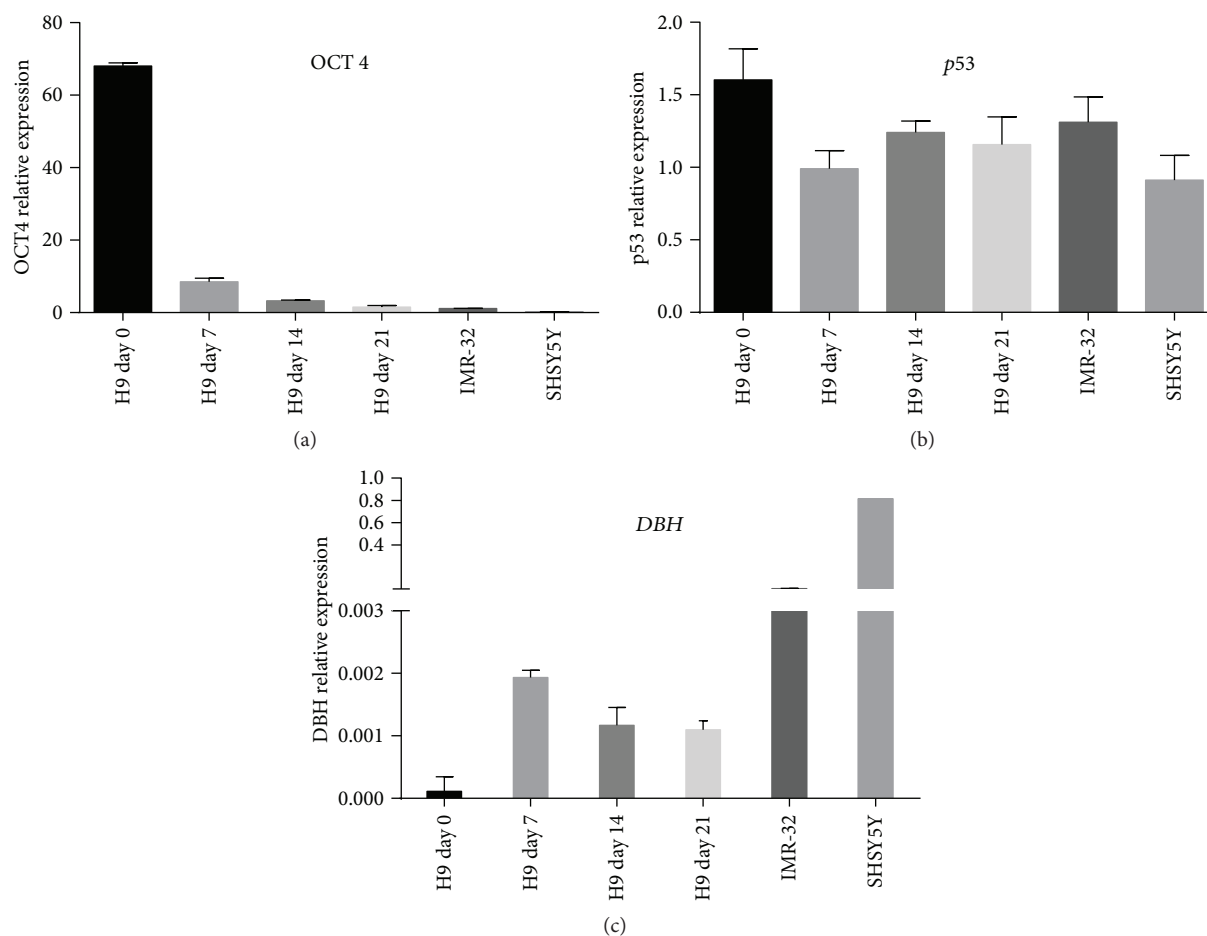 OCT 4
OCT4 relative expression
80
60
40
20
0
H9 day 0
H9 day 7
H9 day 14
H9 day 21
IMR-32
SHSY5Y
(a)
p53
p53 relative expression
2.0
1.5
1.0
0.5
0.0
H9 day 0
H9 day 7
H9 day 14
H9 day 21
IMR-32
SHSY5Y
(b)
DBH
DBH relative expression
1.0
0.8
0.6
0.4
0.003
0.002
0.001
0.000
H9 day 0
H9 day 7
H9 day 14
H9 day 21
IMR-32
SHSY5Y
(c)